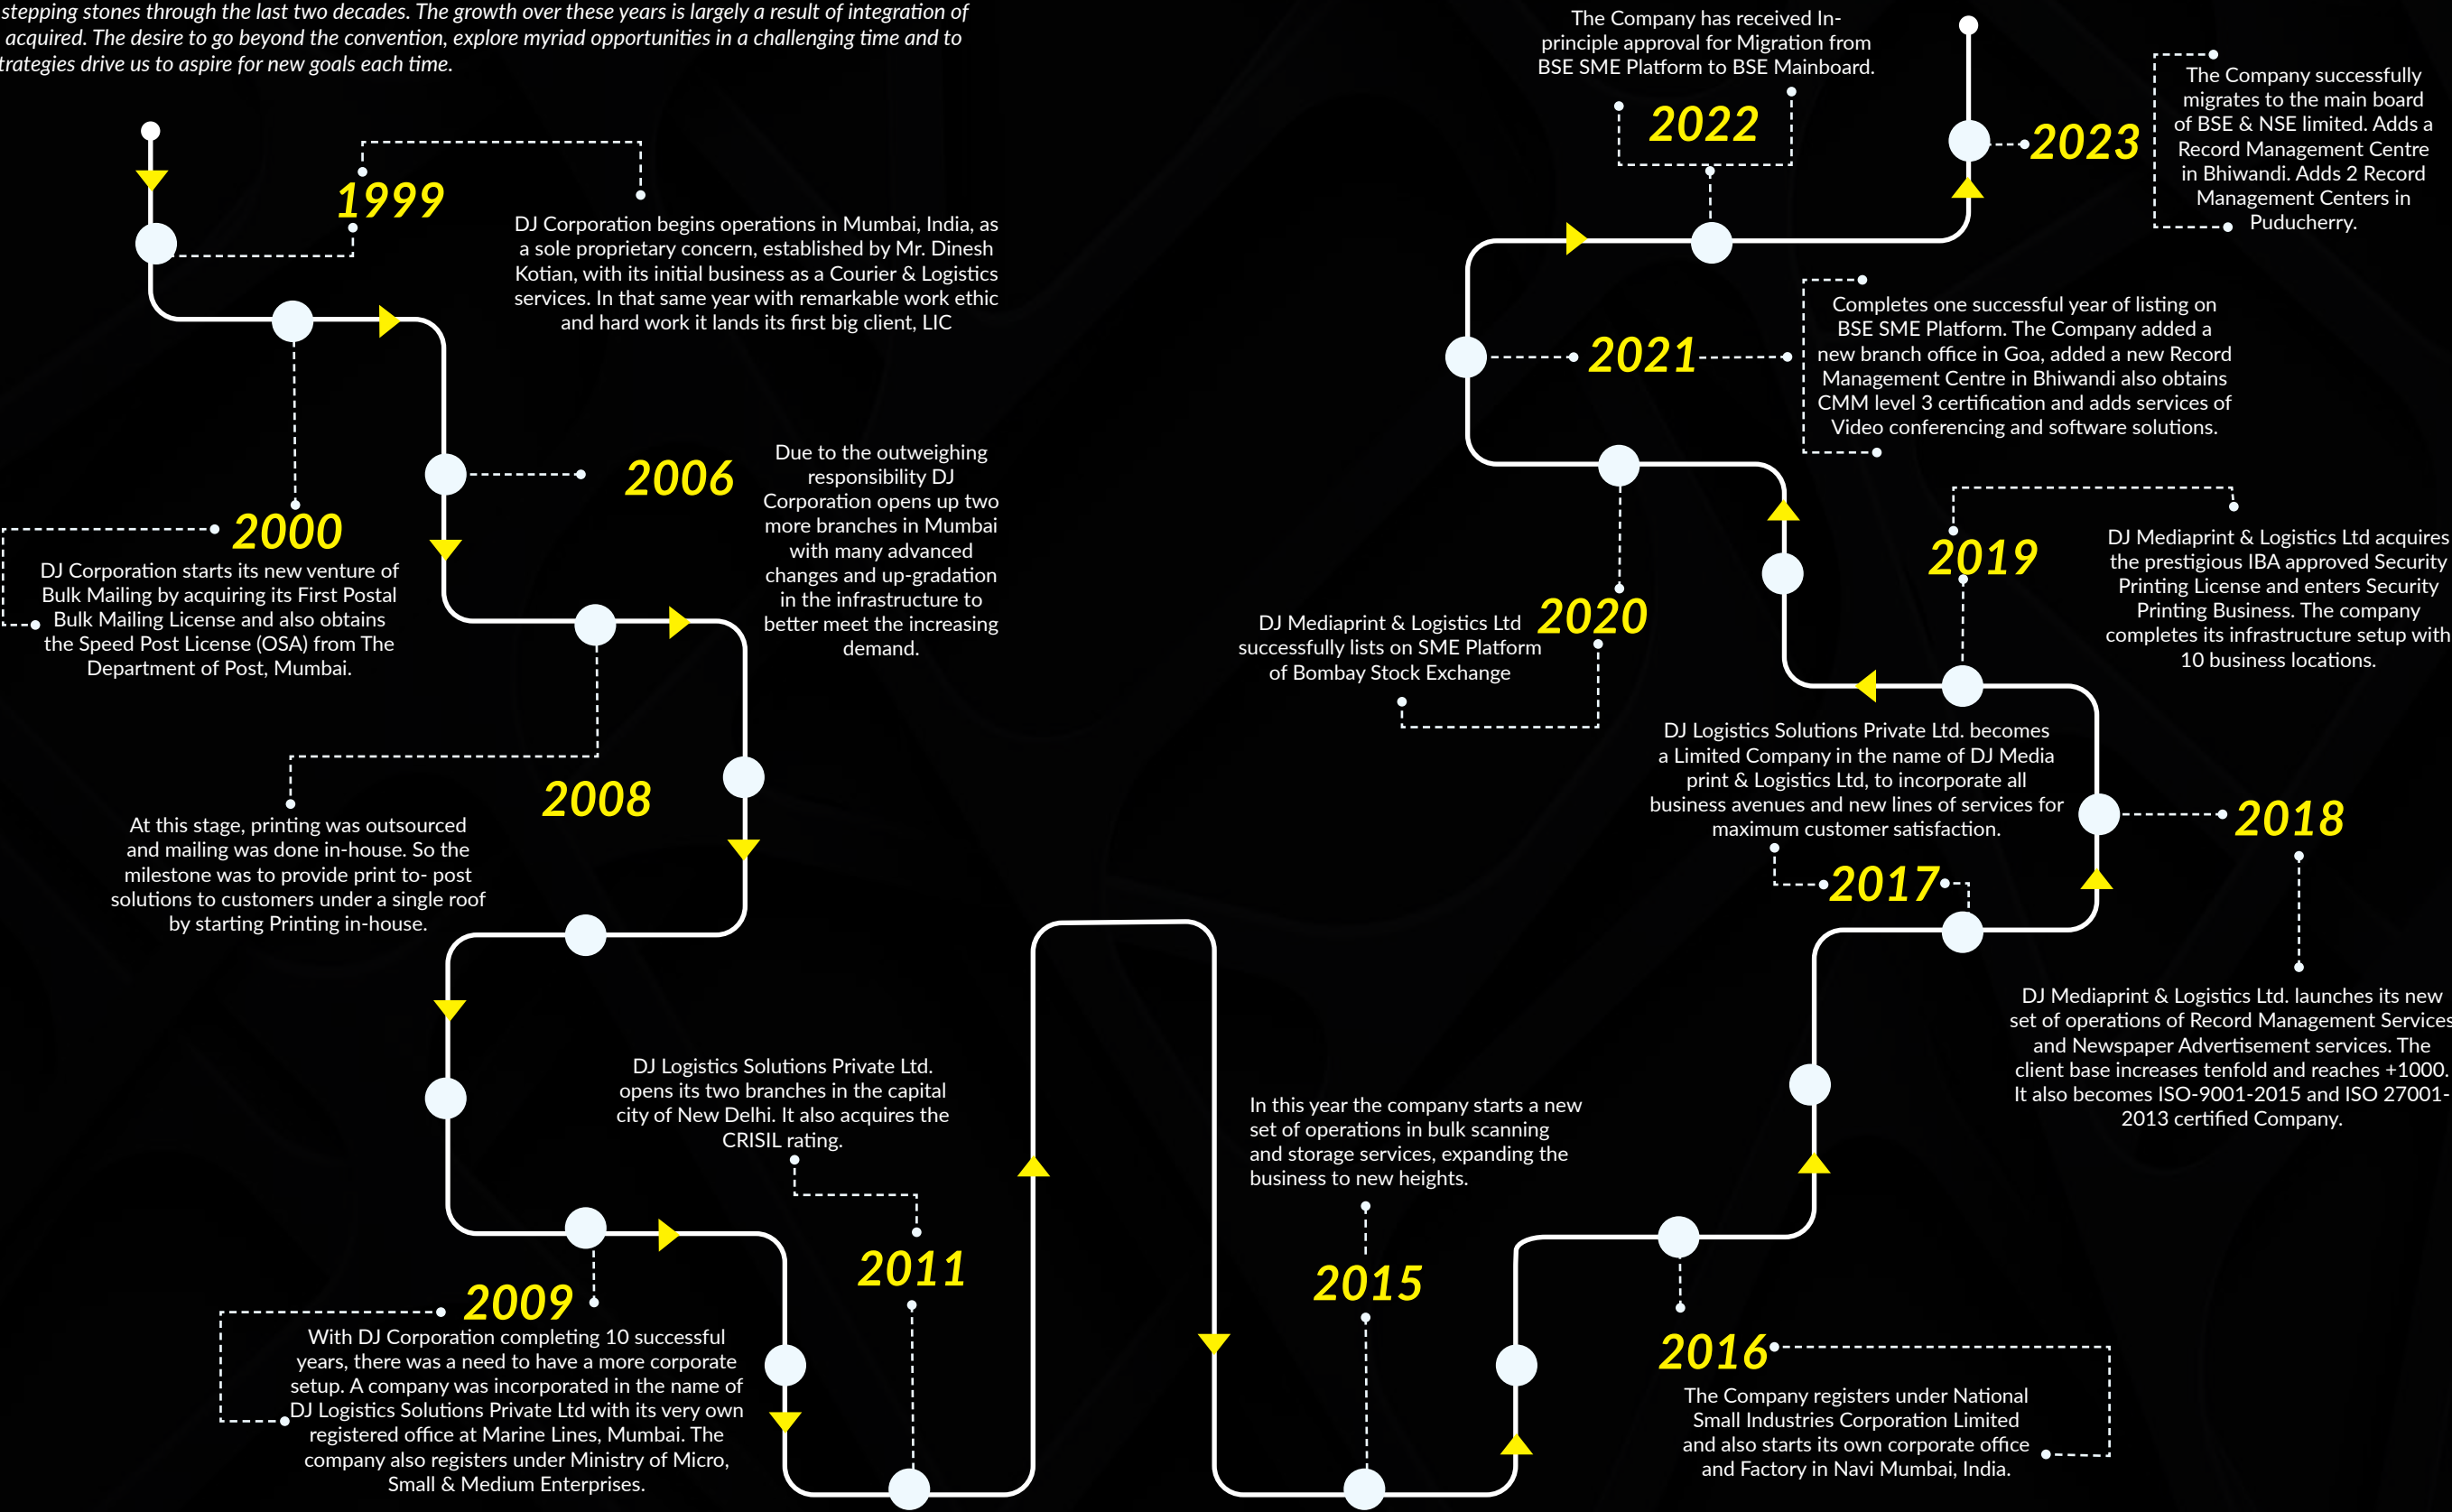 stepping stones through the last two decades. The growth over these years is largely a result of integration of
acquired. The desire to go beyond the convention, explore myriad opportunities in a challenging time and to
trategies drive us to aspire for new goals each time.
1999
DJ Corporation begins operations in Mumbai, India, as
a sole proprietary concern, established by Mr. Dinesh
Kotian, with its initial business as a Courier & Logistics
services. In that same year with remarkable work ethic
and hard work it lands its first big client, LIC
2000
DJ Corporation starts its new venture of
Bulk Mailing by acquiring its First Postal
Bulk Mailing License and also obtains
the Speed Post License (OSA) from The
Department of Post, Mumbai.
2006
Due to the outweighing
responsibility DJ
Corporation opens up two
more branches in Mumbai
with many advanced
changes and up-gradation
in the infrastructure to
better meet the increasing
demand.
2008
At this stage, printing was outsourced
and mailing was done in-house. So the
milestone was to provide print to- post
solutions to customers under a single roof
by starting Printing in-house.
2009
With DJ Corporation completing 10 successful
years, there was a need to have a more corporate
setup. A company was incorporated in the name of
DJ Logistics Solutions Private Ltd with its very own
registered office at Marine Lines, Mumbai. The
company also registers under Ministry of Micro,
Small & Medium Enterprises.
DJ Logistics Solutions Private Ltd.
opens its two branches in the capital
city of New Delhi. It also acquires the
CRISIL rating.
2011
In this year the company starts a new
set of operations in bulk scanning
and storage services, expanding the
business to new heights.
2015
2016
The Company registers under National
Small Industries Corporation Limited
and also starts its own corporate office
and Factory in Navi Mumbai, India.
DJ Logistics Solutions Private Ltd. becomes
a Limited Company in the name of DJ Media
print & Logistics Ltd, to incorporate all
business avenues and new lines of services for
maximum customer satisfaction.
2017
2018
DJ Mediaprint & Logistics Ltd. launches its new
set of operations of Record Management Services
and Newspaper Advertisement services. The
client base increases tenfold and reaches +1000.
It also becomes ISO-9001-2015 and ISO 27001-
2013 certified Company.
2019
DJ Mediaprint & Logistics Ltd acquires
the prestigious IBA approved Security
Printing License and enters Security
Printing Business. The company
completes its infrastructure setup with
10 business locations.
2020
DJ Mediaprint & Logistics Ltd
successfully lists on SME Platform
of Bombay Stock Exchange
2021
Completes one successful year of listing on
BSE SME Platform. The Company added a
new branch office in Goa, added a new Record
Management Centre in Bhiwandi also obtains
CMM level 3 certification and adds services of
Video conferencing and software solutions.
The Company has received In-
principle approval for Migration from
BSE SME Platform to BSE Mainboard.
2022
2023
The Company successfully
migrates to the main board
of BSE & NSE limited. Adds a
Record Management Centre
in Bhiwandi. Adds 2 Record
Management Centers in
Puducherry.